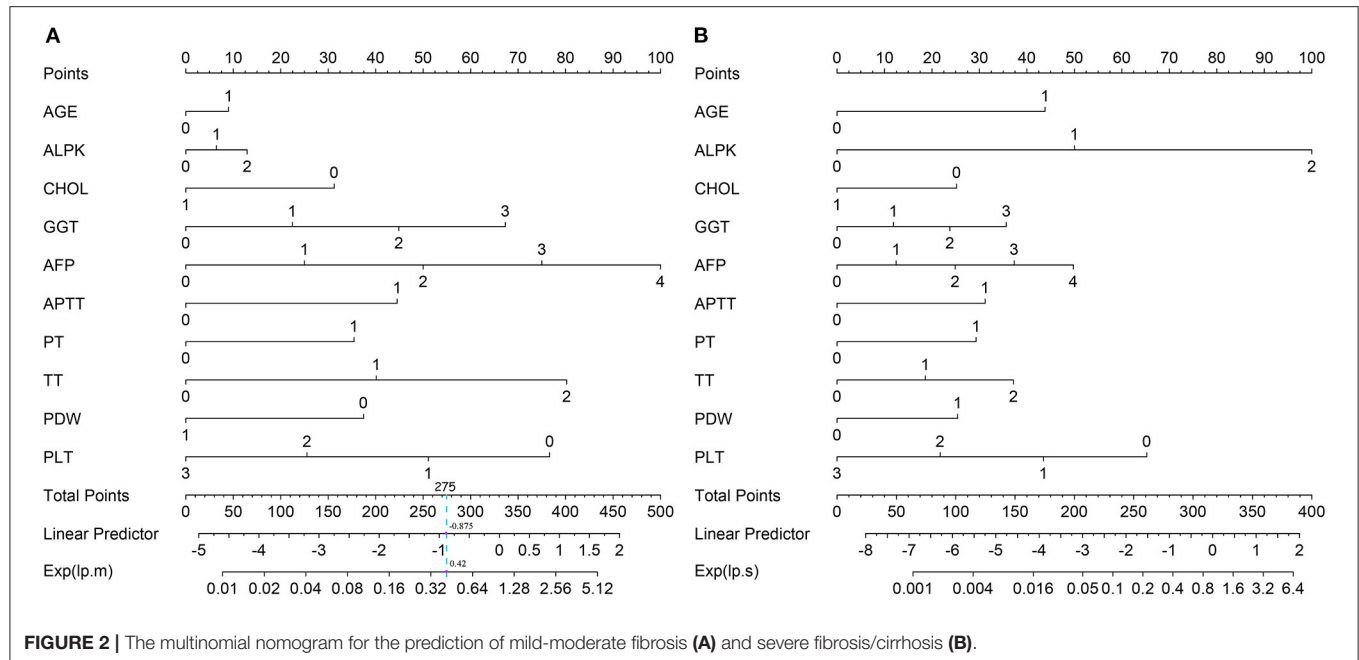 A
0 10 20 30 40 50 60 70 80 90 100
Points
1
AGE
0
1
ALPK
0 2
0
CHOL
1
1 3
GGT
0 2
1 3
AFP
0 2 4
1
APTT
0
1
PT
0
1
TT
0 2
0
PDW
1
2 0
PLT
3 1
275
Total Points
0 50 100 150 200 250 300 350 400 450 500
-0.875
Linear Predictor
-5 -4 -3 -2 -1 0 0.5 1 1.5 2
0.42
Exp(lp.m)
0.01 0.02 0.04 0.08 0.16 0.32 0.64 1.28 2.56 5.12
B
0 10 20 30 40 50 60 70 80 90 100
Points
1
AGE
0
1
ALPK
0 2
0
CHOL
1
1 3
GGT
0 2
1 3
AFP
0 2 4
1
APTT
0
1
PT
0
1
TT
0 2
1
PDW
0
2 0
PLT
3 1
Total Points
0 50 100 150 200 250 300 350 400
Linear Predictor
-8 -7 -6 -5 -4 -3 -2 -1 0 1 2
Exp(lp.s)
0.001 0.004 0.016 0.05 0.1 0.2 0.4 0.8 1.6 3.2 6.4
FIGURE 2 | The multinomial nomogram for the prediction of mild-moderate fibrosis (A) and severe fibrosis/cirrhosis (B).